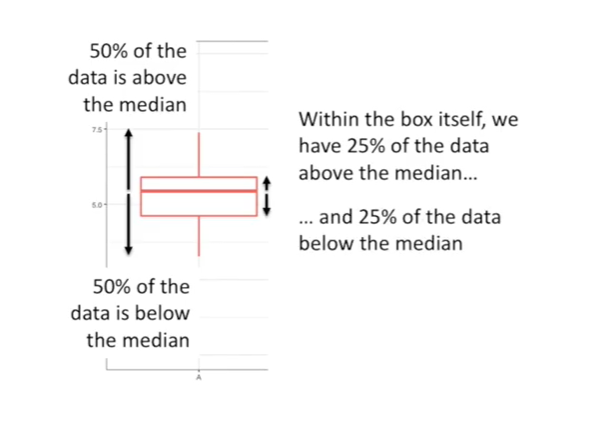 50% of the
data is above
the median
7.5
5.0
Within the box itself, we
have 25% of the data
above the median...
... and 25% of the data
below the median
50% of the
data is below
the median
A